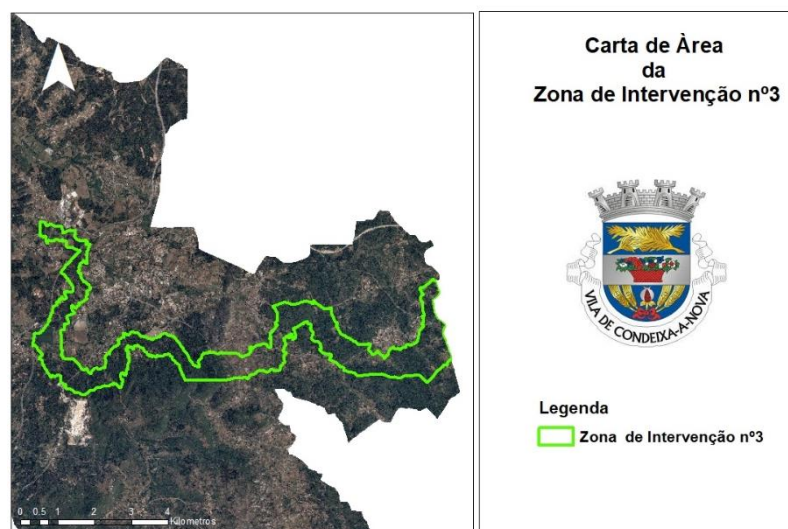 Carta de Àrea
da
Zona de Intervenção nº3
VILA DE CONDEIXA-A-NOVA
Legenda
Zona de Intervenção nº3
0 0.5 1 2 3 4
Kilometros